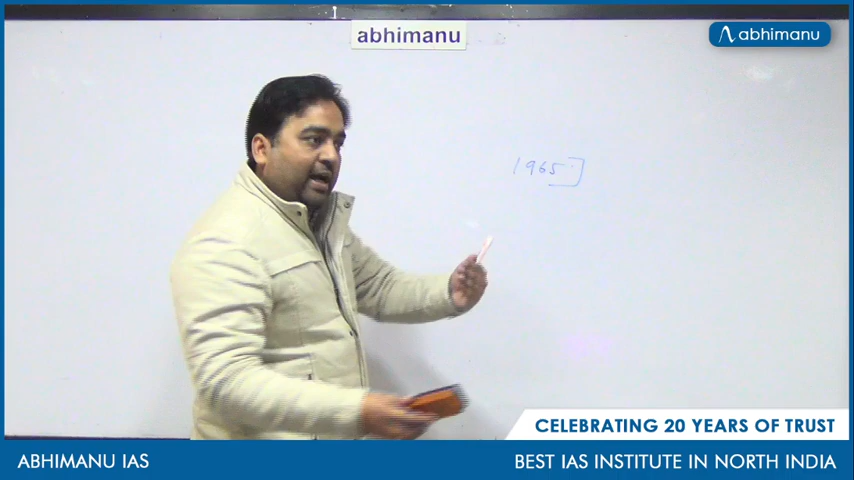 abhimanu
abhimanu
1965
CELEBRATING 20 YEARS OF TRUST
ABHIMANU IAS
BEST IAS INSTITUTE IN NORTH INDIA